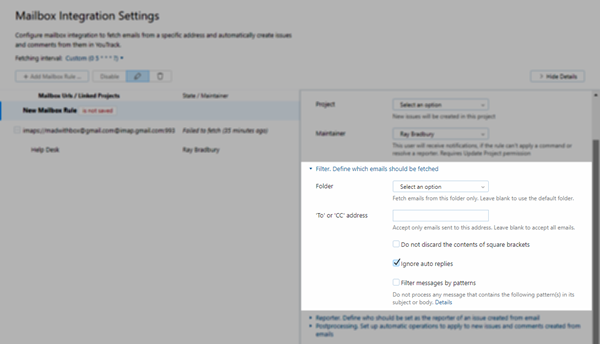 Mailbox Integration Settings
Configure mailbox integration to fetch emails from a specific address and automatically create issues
and comments from them in YouTrack.
Fetching interval: Custom (0 5 * * * ?)
+ Add Mailbox Rule ... Disable Hide Details
Mailbox Urls / Linked Projects State / Maintainer
New Mailbox Rule is not saved
imaps://madwithbox@gmail.com@imap.gmail.com:993 Failed to fetch (35 minutes ago)
Help Desk Ray Bradbury
Project Select an option
New issues will be created in this project
Maintainer Ray Bradbury
This user will receive notifications, if the rule can't apply a command or
resolve a reporter. Requires Update Project permission
Filter. Define which emails should be fetched
Folder Select an option
Fetch emails from this folder only. Leave blank to use the default folder.
'To' or 'CC' address
Accept only emails sent to this address. Leave blank to accept all emails.
Do not discard the contents of square brackets
Ignore auto replies
Filter messages by patterns
Do not process any message that contains the following pattern(s) in its
subject or body. Details
Reporter. Define who should be set as the reporter of an issue created from email
Postprocessing. Set up automatic operations to apply to new issues and comments created from
emails